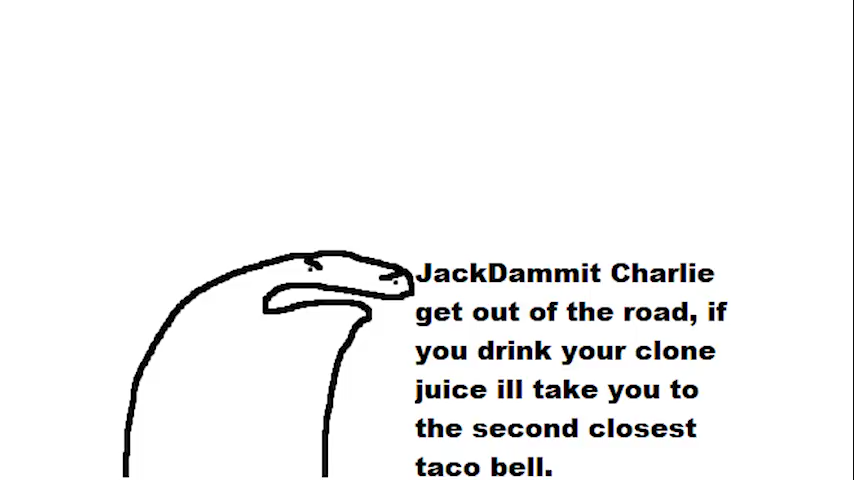 JackDammit Charlie
get out of the road, if
you drink your clone
juice ill take you to
the second closest
taco bell.